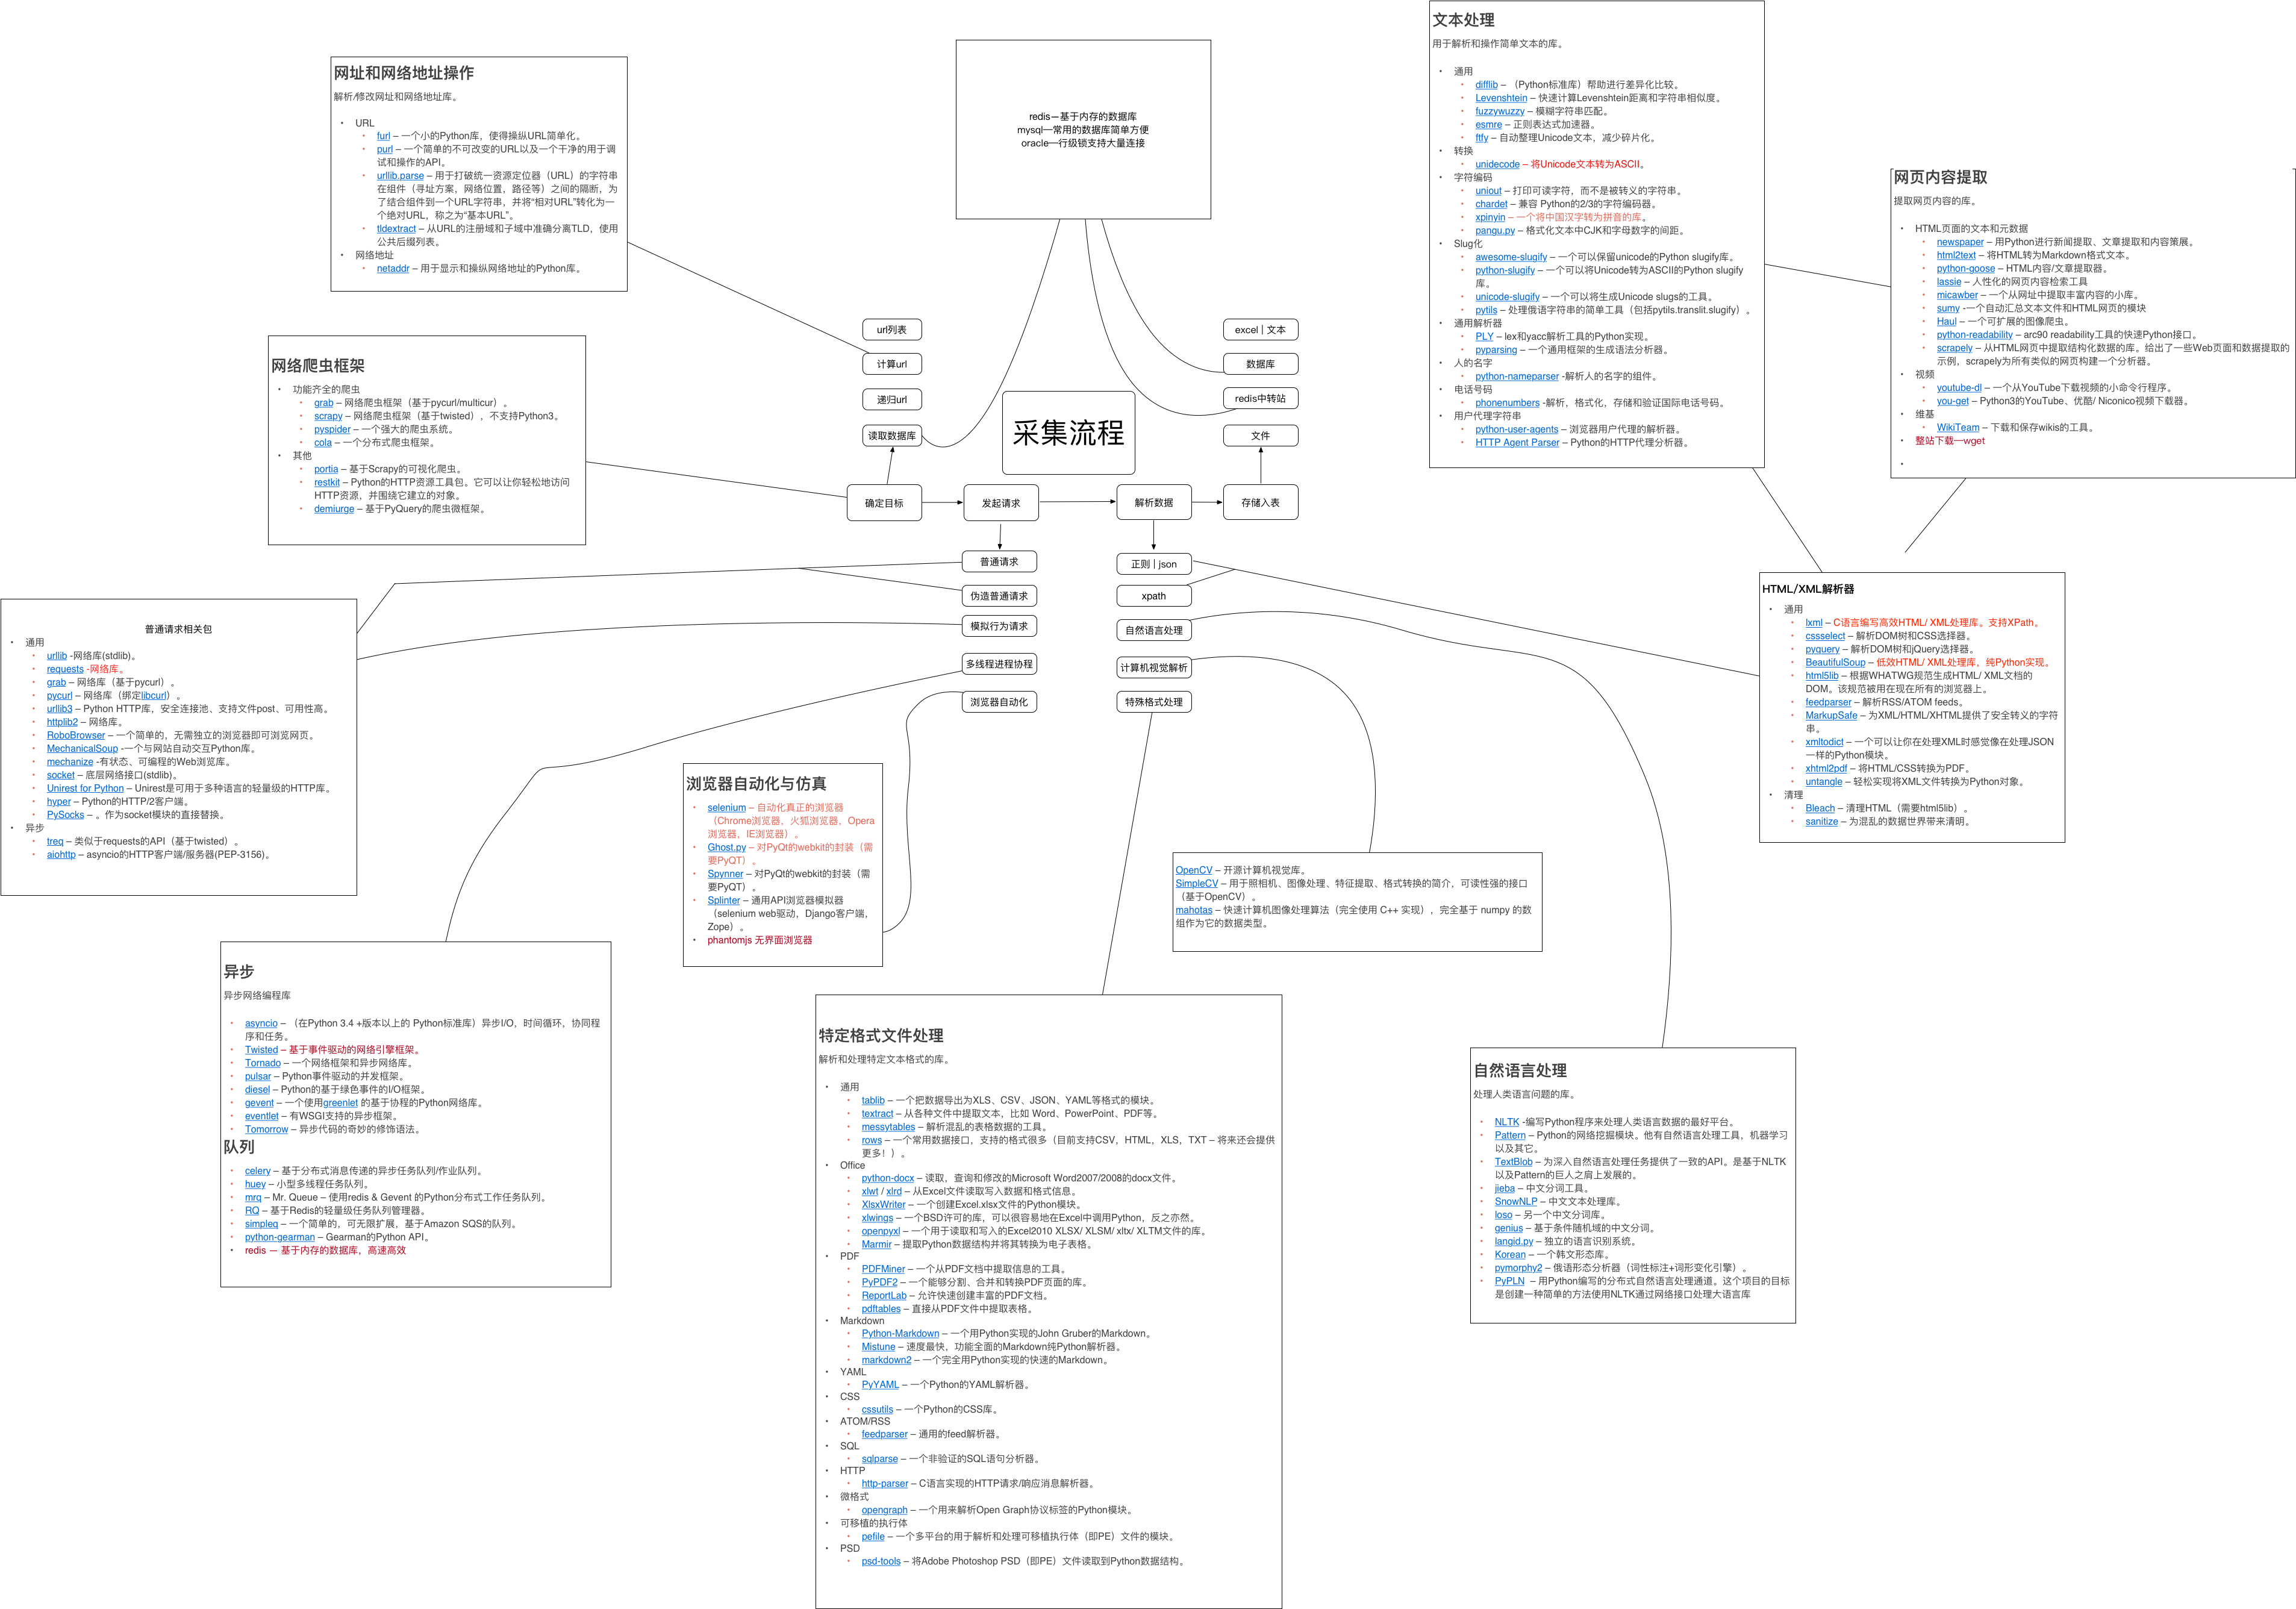 网址和网络地址操作
解析/修改网址和网络地址库。
• URL
• furl – 一个小的Python库，使得操纵URL简单化。
• purl – 一个简单的不可改变的URL以及一个干净的用于调
试和操作的API。
• urllib.parse – 用于打破统一资源定位器（URL）的字符串
在组件（寻址方案，网络位置，路径等）之间的隔断，为
了结合组件到一个URL字符串，并将“相对URL”转化为一
个绝对URL，称之为“基本URL”。
• tldextract – 从URL的注册域和子域中准确分离TLD，使用
公共后缀列表。
• 网络地址
• netaddr – 用于显示和操纵网络地址的Python库。
redis—基于内存的数据库
mysql—常用的数据库简单方便
oracle—行级锁支持大量连接
文本处理
用于解析和操作简单文本的库。
• 通用
• difflib – （Python标准库）帮助进行差异化比较。
• Levenshtein – 快速计算Levenshtein距离和字符串相似度。
• fuzzywuzzy – 模糊字符串匹配。
• esmre – 正则表达式加速器。
• ftfy – 自动整理Unicode文本，减少碎片化。
• 转换
• unidecode – 将Unicode文本转为ASCII。
• 字符编码
• uniout – 打印可读字符，而不是被转义的字符串。
• chardet – 兼容 Python的2/3的字符编码器。
• xpinyin – 一个将中国汉字转为拼音的库。
• pangu.py – 格式化文本中CJK和字母数字的间距。
• Slug化
• awesome-slugify – 一个可以保留unicode的Python slugify库。
• python-slugify – 一个可以将Unicode转为ASCII的Python slugify
库。
• unicode-slugify – 一个可以将生成Unicode slugs的工具。
• pytils – 处理俄语字符串的简单工具（包括pytils.translit.slugify）。
• 通用解析器
• PLY – lex和yacc解析工具的Python实现。
• pyparsing – 一个通用框架的生成语法分析器。
• 人的名字
• python-nameparser -解析人的名字的组件。
• 电话号码
• phonenumbers -解析，格式化，存储和验证国际电话号码。
• 用户代理字符串
• python-user-agents – 浏览器用户代理的解析器。
• HTTP Agent Parser – Python的HTTP代理分析器。
网页内容提取
提取网页内容的库。
• HTML页面的文本和元数据
• newspaper – 用Python进行新闻提取、文章提取和内容策展。
• html2text – 将HTML转为Markdown格式文本。
• python-goose – HTML内容/文章提取器。
• lassie – 人性化的网页内容检索工具
• micawber – 一个从网址中提取丰富内容的小库。
• sumy -一个自动汇总文本文件和HTML网页的模块
• Haul – 一个可扩展的图像爬虫。
• python-readability – arc90 readability工具的快速Python接口。
• scrapely – 从HTML网页中提取结构化数据的库。给出了一些Web页面和数据提取的
示例，scrapely为所有类似的网页构建一个分析器。
• 视频
• youtube-dl – 一个从YouTube下载视频的小命令行程序。
• you-get – Python3的YouTube、优酷/ Niconico视频下载器。
• 维基
• WikiTeam – 下载和保存wikis的工具。
• 整站下载—wget
•
网络爬虫框架
• 功能齐全的爬虫
• grab – 网络爬虫框架（基于pycurl/multicur）。
• scrapy – 网络爬虫框架（基于twisted），不支持Python3。
• pyspider – 一个强大的爬虫系统。
• cola – 一个分布式爬虫框架。
• 其他
• portia – 基于Scrapy的可视化爬虫。
• restkit – Python的HTTP资源工具包。它可以让你轻松地访问
HTTP资源，并围绕它建立的对象。
• demiurge – 基于PyQuery的爬虫微框架。
url列表
计算url
递归url
读取数据库
采集流程
excel | 文本
数据库
redis中转站
文件
确定目标
发起请求
解析数据
存储入表
普通请求
伪造普通请求
模拟行为请求
多线程进程协程
浏览器自动化
正则 | json
xpath
自然语言处理
计算机视觉解析
特殊格式处理
普通请求相关包
• 通用
• urllib -网络库(stdlib)。
• requests -网络库。
• grab – 网络库（基于pycurl）。
• pycurl – 网络库（绑定libcurl）。
• urllib3 – Python HTTP库，安全连接池、支持文件post、可用性高。
• httplib2 – 网络库。
• RoboBrowser – 一个简单的，无需独立的浏览器即可浏览网页。
• MechanicalSoup -一个与网站自动交互Python库。
• mechanize -有状态、可编程的Web浏览库。
• socket – 底层网络接口(stdlib)。
• Unirest for Python – Unirest是可用于多种语言的轻量级的HTTP库。
• hyper – Python的HTTP/2客户端。
• PySocks – 。作为socket模块的直接替换。
• 异步
• treq – 类似于requests的API（基于twisted）。
• aiohttp – asyncio的HTTP客户端/服务器(PEP-3156)。
HTML/XML解析器
• 通用
• lxml – C语言编写高效HTML/ XML处理库。支持XPath。
• cssselect – 解析DOM树和CSS选择器。
• pyquery – 解析DOM树和jQuery选择器。
• BeautifulSoup – 低效HTML/ XML处理库，纯Python实现。
• html5lib – 根据WHATWG规范生成HTML/ XML文档的
DOM。该规范被用在现在所有的浏览器上。
• feedparser – 解析RSS/ATOM feeds。
• MarkupSafe – 为XML/HTML/XHTML提供了安全转义的字符
串。
• xmltodict – 一个可以让你在处理XML时感觉像在处理JSON
一样的Python模块。
• xhtml2pdf – 将HTML/CSS转换为PDF。
• untangle – 轻松实现将XML文件转换为Python对象。
• 清理
• Bleach – 清理HTML（需要html5lib）。
• sanitize – 为混乱的数据世界带来清明。
浏览器自动化与仿真
• selenium – 自动化真正的浏览器
（Chrome浏览器，火狐浏览器，Opera
浏览器，IE浏览器）。
• Ghost.py – 对PyQt的webkit的封装（需
要PyQT）。
• Spynner – 对PyQt的webkit的封装（需
要PyQT）。
• Splinter – 通用API浏览器模拟器
（selenium web驱动，Django客户端，
Zope）。
• phantomjs 无界面浏览器
OpenCV – 开源计算机视觉库。
SimpleCV – 用于照相机、图像处理、特征提取、格式转换的简介，可读性强的接口
（基于OpenCV）。
mahotas – 快速计算机图像处理算法（完全使用 C++ 实现），完全基于 numpy 的数
组作为它的数据类型。
异步
异步网络编程库
• asyncio – （在Python 3.4 +版本以上的 Python标准库）异步I/O，时间循环，协同程
序和任务。
• Twisted – 基于事件驱动的网络引擎框架。
• Tornado – 一个网络框架和异步网络库。
• pulsar – Python事件驱动的并发框架。
• diesel – Python的基于绿色事件的I/O框架。
• gevent – 一个使用greenlet 的基于协程的Python网络库。
• eventlet – 有WSGI支持的异步框架。
• Tomorrow – 异步代码的奇妙的修饰语法。
队列
• celery – 基于分布式消息传递的异步任务队列/作业队列。
• huey – 小型多线程任务队列。
• mrq – Mr. Queue – 使用redis & Gevent 的Python分布式工作任务队列。
• RQ – 基于Redis的轻量级任务队列管理器。
• simpleq – 一个简单的，可无限扩展，基于Amazon SQS的队列。
• python-gearman – Gearman的Python API。
• redis — 基于内存的数据库，高速高效
特定格式文件处理
解析和处理特定文本格式的库。
• 通用
• tablib – 一个把数据导出为XLS、CSV、JSON、YAML等格式的模块。
• textract – 从各种文件中提取文本，比如 Word、PowerPoint、PDF等。
• messytables – 解析混乱的表格数据的工具。
• rows – 一个常用数据接口，支持的格式很多（目前支持CSV，HTML，XLS，TXT – 将来还会提供
更多！）。
• Office
• python-docx – 读取，查询和修改的Microsoft Word2007/2008的docx文件。
• xlwt / xlrd – 从Excel文件读取写入数据和格式信息。
• XlsxWriter – 一个创建Excel.xlsx文件的Python模块。
• xlwings – 一个BSD许可的库，可以很容易地在Excel中调用Python，反之亦然。
• openpyxl – 一个用于读取和写入的Excel2010 XLSX/ XLSM/ xltx/ XLTM文件的库。
• Marmir – 提取Python数据结构并将其转换为电子表格。
• PDF
• PDFMiner – 一个从PDF文档中提取信息的工具。
• PyPDF2 – 一个能够分割、合并和转换PDF页面的库。
• ReportLab – 允许快速创建丰富的PDF文档。
• pdftables – 直接从PDF文件中提取表格。
• Markdown
• Python-Markdown – 一个用Python实现的John Gruber的Markdown。
• Mistune – 速度最快，功能全面的Markdown纯Python解析器。
• markdown2 – 一个完全用Python实现的快速的Markdown。
• YAML
• PyYAML – 一个Python的YAML解析器。
• CSS
• cssutils – 一个Python的CSS库。
• ATOM/RSS
• feedparser – 通用的feed解析器。
• SQL
• sqlparse – 一个非验证的SQL语句分析器。
• HTTP
• http-parser – C语言实现的HTTP请求/响应消息解析器。
• 微格式
• opengraph – 一个用来解析Open Graph协议标签的Python模块。
• 可移植的执行体
• pefile – 一个多平台的用于解析和处理可移植执行体（即PE）文件的模块。
• PSD
• psd-tools – 将Adobe Photoshop PSD（即PE）文件读取到Python数据结构。
自然语言处理
处理人类语言问题的库。
• NLTK -编写Python程序来处理人类语言数据的最好平台。
• Pattern – Python的网络挖掘模块。他有自然语言处理工具，机器学习
以及其它。
• TextBlob – 为深入自然语言处理任务提供了一致的API。是基于NLTK
以及Pattern的巨人之肩上发展的。
• jieba – 中文分词工具。
• SnowNLP – 中文文本处理库。
• loso – 另一个中文分词库。
• genius – 基于条件随机域的中文分词。
• langid.py – 独立的语言识别系统。
• Korean – 一个韩文形态库。
• pymorphy2 – 俄语形态分析器（词性标注+词形变化引擎）。
• PyPLN – 用Python编写的分布式自然语言处理通道。这个项目的目标
是创建一种简单的方法使用NLTK通过网络接口处理大语言库